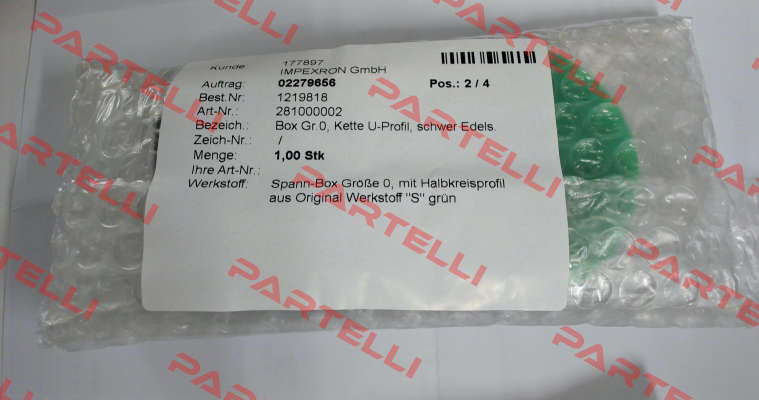 Kunde 177897
IMPEXRON GmbH
Auftrag: 02279656 Pos.: 2 / 4
Best.Nr: 1219818
Art-Nr.: 281000002
Bezeich.: Box Gr.0, Kette U-Profil, schwer Edels.
Zeich-Nr.: /
Menge: 1,00 Stk
Ihre Art-Nr.:
Werkstoff: Spann-Box Größe 0, mit Halbkreisprofil
aus Original Werkstoff "S" grün
PARTELLI
PARTELLI
PARTELLI
PARTELLI
PARTELLI
PARTELLI
PARTELLI
PARTELLI